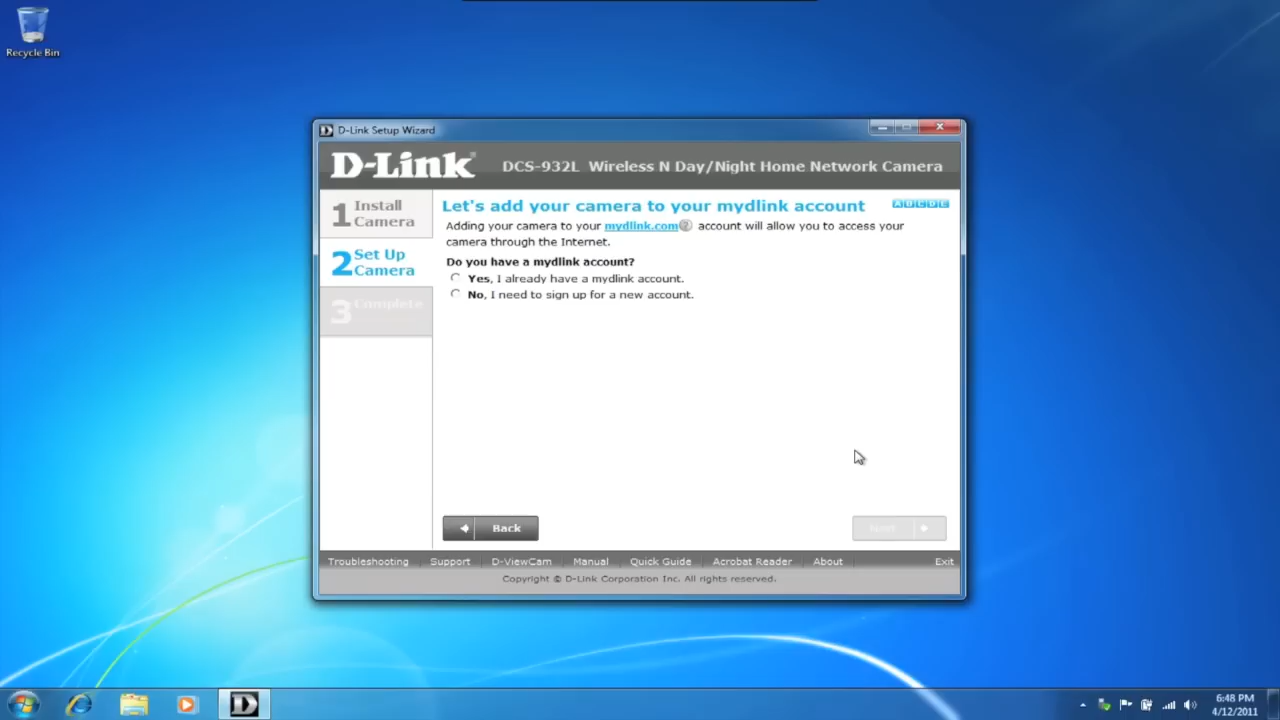 Recycle Bin
D-Link Setup Wizard
D-Link
DCS-932L Wireless N Day/Night Home Network Camera
1 Install Camera
2 Set Up Camera
3 Complete
Let's add your camera to your mydlink account
A B C D E
Adding your camera to your mydlink.com ? account will allow you to access your
camera through the Internet.
Do you have a mydlink account?
Yes, I already have a mydlink account.
No, I need to sign up for a new account.
Back
Next
Troubleshooting Support D-ViewCam Manual Quick Guide Acrobat Reader About Exit
Copyright © D-Link Corporation Inc. All rights reserved.
D
6:48 PM
4/12/2011